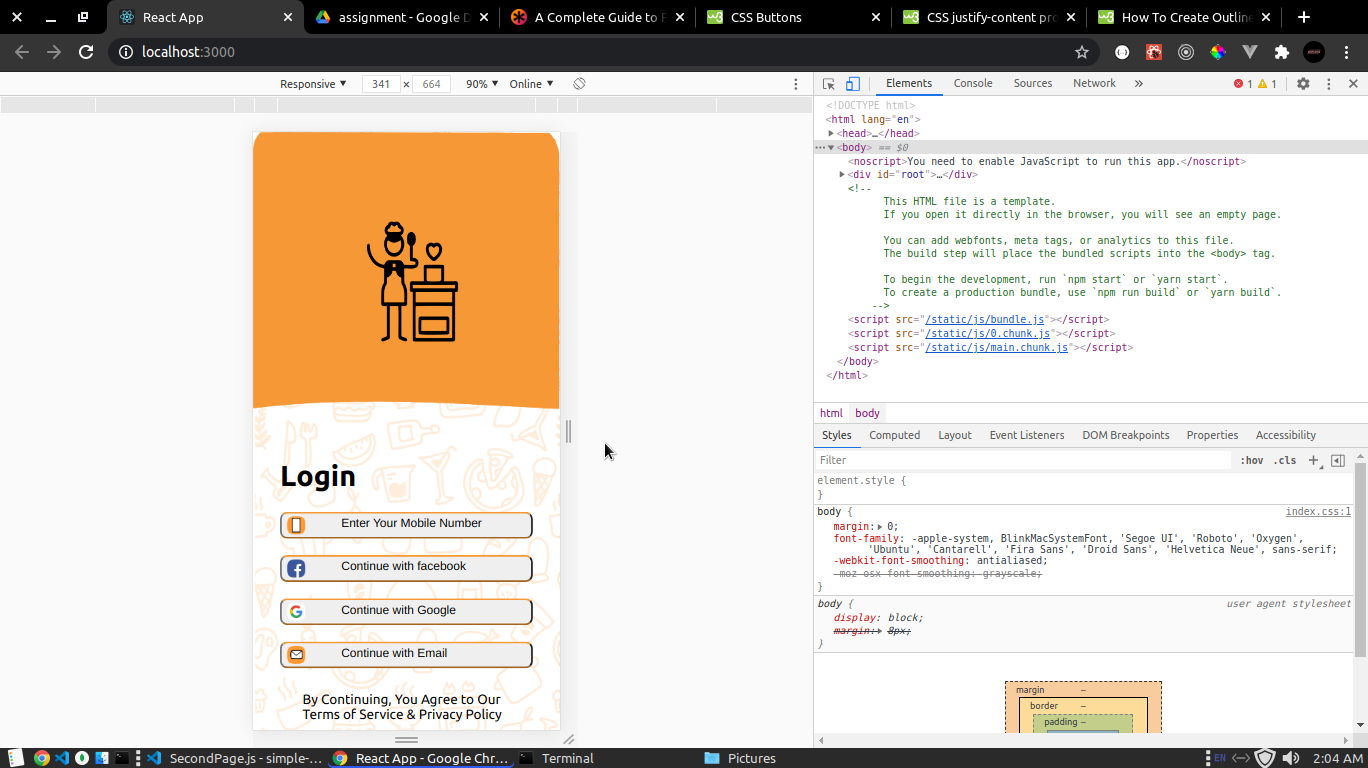 React App
assignment - Google D
A Complete Guide to F
CSS Buttons
CSS justify-content pro
How To Create Outline
localhost:3000
Responsive 341 × 664 90% Online
Elements Console Sources Network » 1 1
<!DOCTYPE html>
<html lang="en">
<head>…</head>
<body> == $0
<noscript>You need to enable JavaScript to run this app.</noscript>
<div id="root">…</div>
<!--
This HTML file is a template.
If you open it directly in the browser, you will see an empty page.
You can add webfonts, meta tags, or analytics to this file.
The build step will place the bundled scripts into the <body> tag.
To begin the development, run `npm start` or `yarn start`.
To create a production bundle, use `npm run build` or `yarn build`.
-->
<script src="/static/js/bundle.js"></script>
<script src="/static/js/0.chunk.js"></script>
<script src="/static/js/main.chunk.js"></script>
</body>
</html>
html body
Styles Computed Layout Event Listeners DOM Breakpoints Properties Accessibility
Filter :hov .cls
element.style {
}
body { index.css:1
margin: 0;
font-family: -apple-system, BlinkMacSystemFont, 'Segoe UI', 'Roboto', 'Oxygen',
'Ubuntu', 'Cantarell', 'Fira Sans', 'Droid Sans', 'Helvetica Neue', sans-serif;
-webkit-font-smoothing: antialiased;
-moz-osx-font-smoothing: grayscale;
}
body { user agent stylesheet
display: block;
margin: 8px;
}
margin –
border –
padding –
Login
Enter Your Mobile Number
Continue with facebook
Continue with Google
Continue with Email
By Continuing, You Agree to Our
Terms of Service & Privacy Policy
SecondPage.js - simple-...
React App - Google Chr...
Terminal
Pictures
EN
2:04 AM